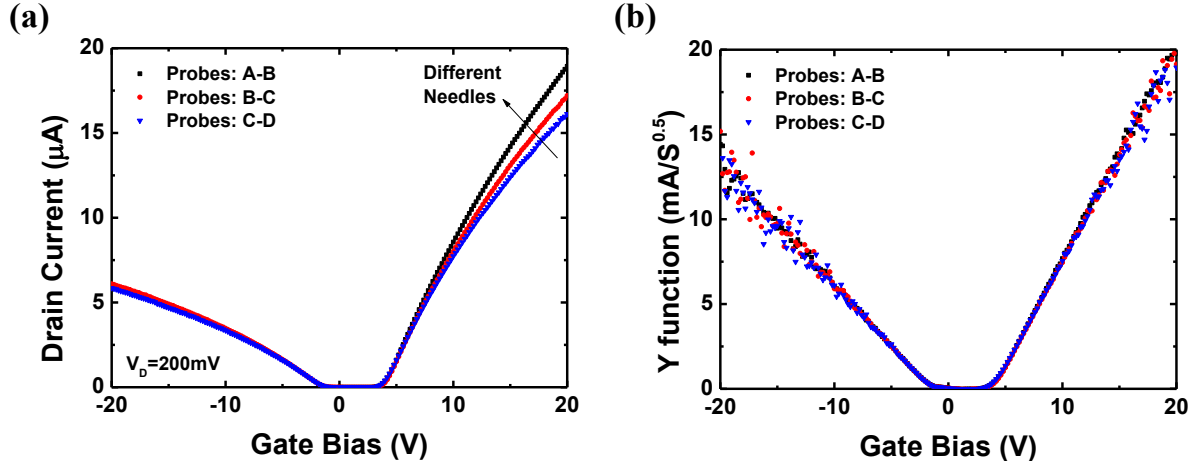 (a)
Drain Current (μA)
20
15
10
5
0
Probes: A-B
Probes: B-C
Probes: C-D
Different
Needles
V_D=200mV
-20 -10 0 10 20
Gate Bias (V)
(b)
Y function (mA/S^0.5)
20
15
10
5
0
Probes: A-B
Probes: B-C
Probes: C-D
-20 -10 0 10 20
Gate Bias (V)